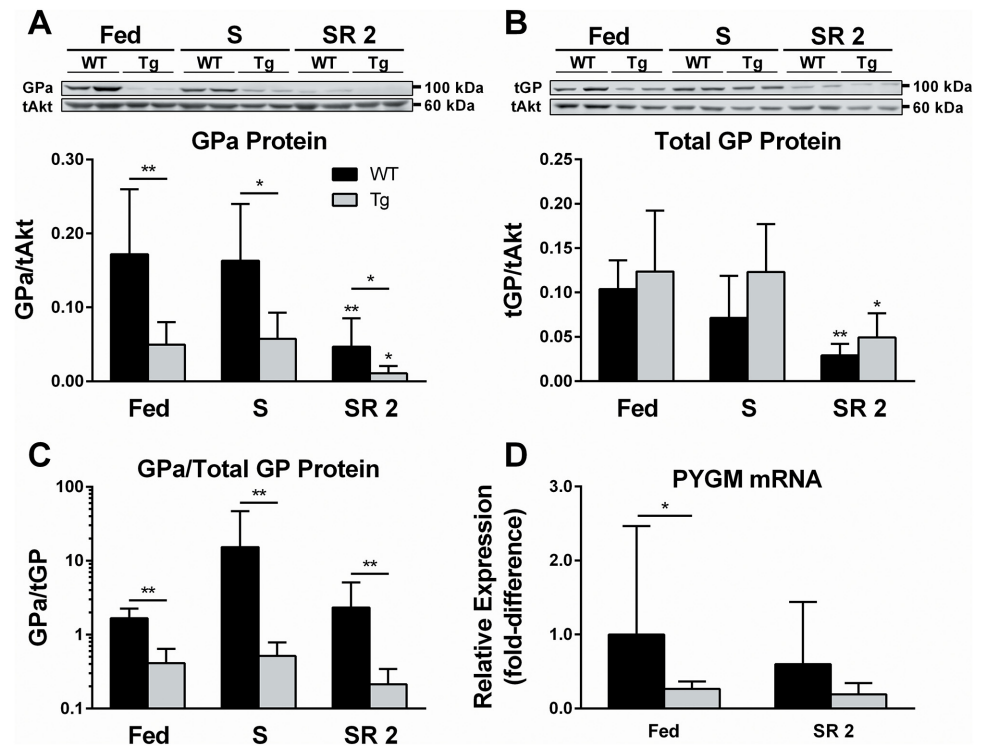 A
Fed S SR 2
WT Tg WT Tg WT Tg
GPa 100 kDa
tAkt 60 kDa
GPa Protein
GPa/tAkt
0.30
0.20
0.10
0.00
** * * ** *
WT
Tg
Fed S SR 2
B
Fed S SR 2
WT Tg WT Tg WT Tg
tGP 100 kDa
tAkt 60 kDa
Total GP Protein
tGP/tAkt
0.25
0.20
0.15
0.10
0.05
0.00
** *
Fed S SR 2
C
GPa/Total GP Protein
GPa/tGP
100
10
1
0.1
** ** **
Fed S SR 2
D
PYGM mRNA
Relative Expression
(fold-difference)
3.0
2.0
1.0
0.0
*
Fed SR 2